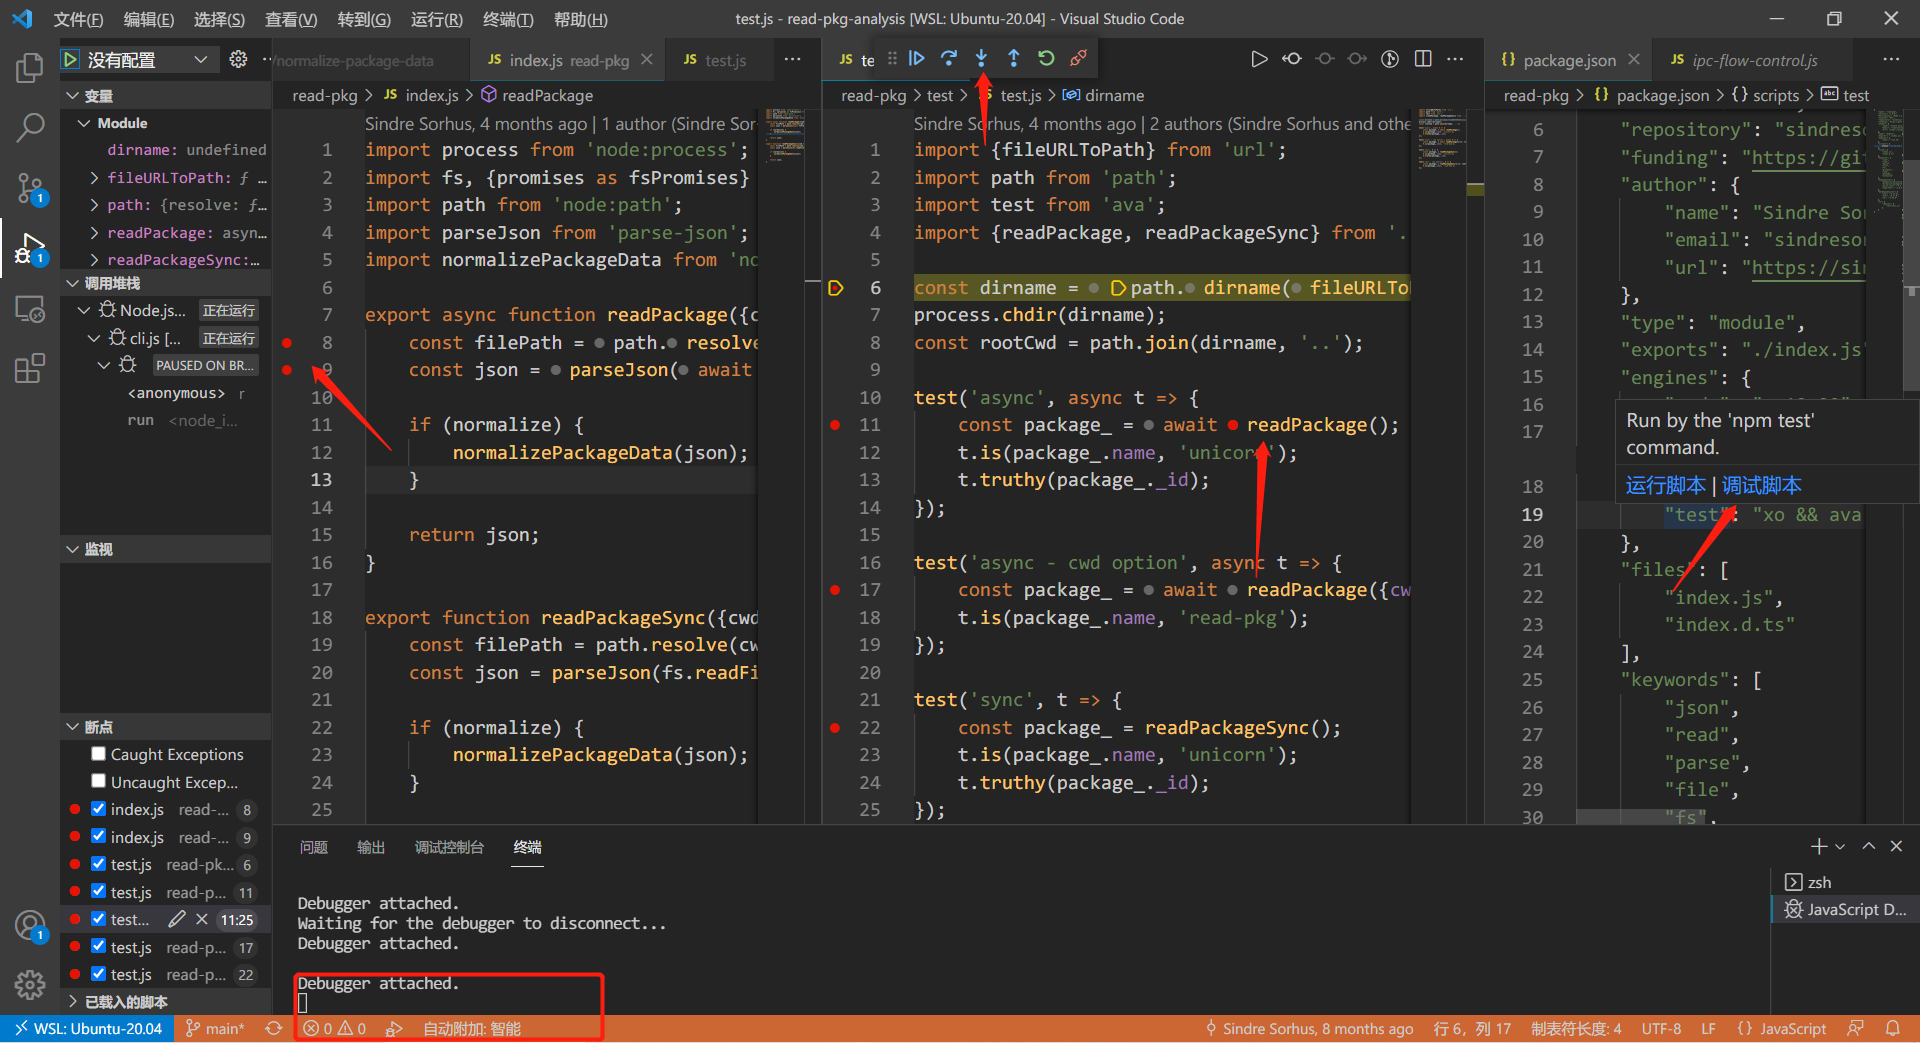 文件(F) 编辑(E) 选择(S) 查看(V) 转到(G) 运行(R) 终端(T) 帮助(H)
test.js - read-pkg-analysis [WSL: Ubuntu-20.04] - Visual Studio Code
没有配置
变量
Module
dirname: undefined
fileURLToPath: ƒ …
path: {resolve: ƒ…
readPackage: asyn…
readPackageSync:…
调用堆栈
Node.js... 正在运行
cli.js [... 正在运行
PAUSED ON BR...
<anonymous> r
run <node_i...
监视
断点
Caught Exceptions
Uncaught Excep...
index.js read-... 8
index.js read-... 9
test.js read-pk... 6
test.js read-p... 11
test... 11:25
test.js read-p... 17
test.js read-p... 22
已载入的脚本
normalize-package-data
JS index.js read-pkg
JS test.js
read-pkg > JS index.js > readPackage
Sindre Sorhus, 4 months ago | 1 author (Sindre Sor
1 import process from 'node:process';
2 import fs, {promises as fsPromises}
3 import path from 'node:path';
4 import parseJson from 'parse-json';
5 import normalizePackageData from 'no
6
7 export async function readPackage({c
8 const filePath = path. resolve
9 const json = parseJson( await
10
11 if (normalize) {
12 normalizePackageData(json);
13 }
14
15 return json;
16 }
17
18 export function readPackageSync({cwd
19 const filePath = path.resolve(cw
20 const json = parseJson(fs.readFi
21
22 if (normalize) {
23 normalizePackageData(json);
24 }
25
JS te
read-pkg > test > test.js > dirname
Sindre Sorhus, 4 months ago | 2 authors (Sindre Sorhus and othe
1 import {fileURLToPath} from 'url';
2 import path from 'path';
3 import test from 'ava';
4 import {readPackage, readPackageSync} from '.
5
6 const dirname = path. dirname( fileURLTo
7 process.chdir(dirname);
8 const rootCwd = path.join(dirname, '..');
9
10 test('async', async t => {
11 const package_ = await readPackage();
12 t.is(package_.name, 'unicorn');
13 t.truthy(package_._id);
14 });
15
16 test('async - cwd option', async t => {
17 const package_ = await readPackage({cw
18 t.is(package_.name, 'read-pkg');
19 });
20
21 test('sync', t => {
22 const package_ = readPackageSync();
23 t.is(package_.name, 'unicorn');
24 t.truthy(package_._id);
25 });
{} package.json
JS ipc-flow-control.js
read-pkg > {} package.json > {} scripts > test
6 "repository": "sindreso
7 "funding": "https://git
8 "author": {
9 "name": "Sindre Sor
10 "email": "sindresor
11 "url": "https://sin
12 },
13 "type": "module",
14 "exports": "./index.js"
15 "engines": {
16
17
Run by the 'npm test'
command.
运行脚本 | 调试脚本
18
19 "test": "xo && ava
20 },
21 "files": [
22 "index.js",
23 "index.d.ts"
24 ],
25 "keywords": [
26 "json",
27 "read",
28 "parse",
29 "file",
30 "fs",
问题 输出 调试控制台 终端
Debugger attached.
Waiting for the debugger to disconnect...
Debugger attached.
Debugger attached.
zsh
JavaScript D...
WSL: Ubuntu-20.04 main* 0 0 自动附加: 智能
Sindre Sorhus, 8 months ago 行 6, 列 17 制表符长度: 4 UTF-8 LF {} JavaScript